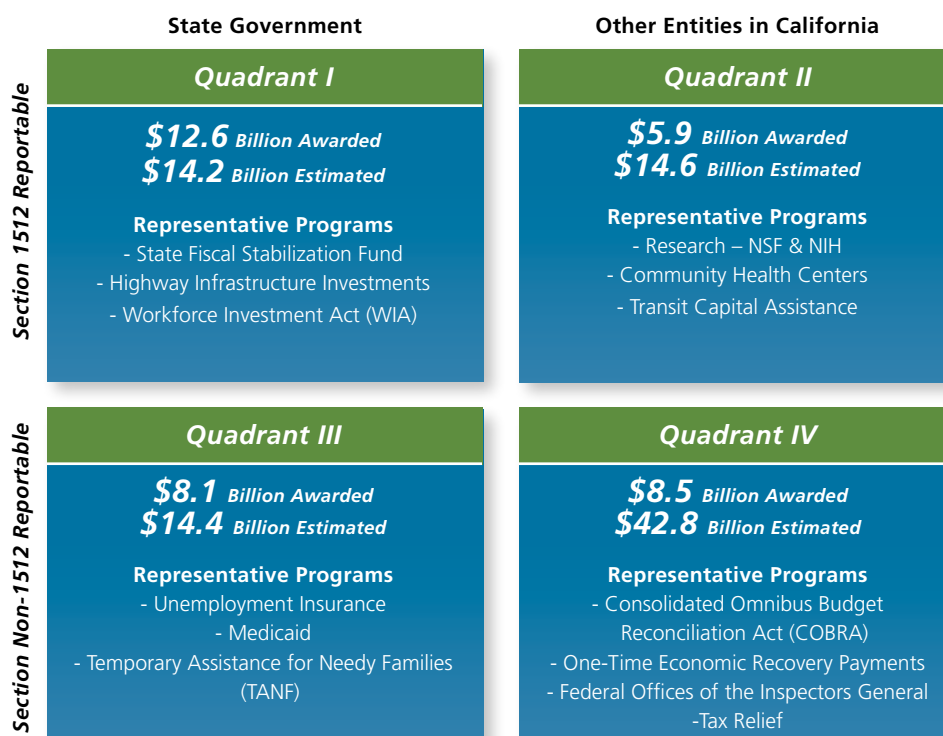 State Government
Other Entities in California
Section 1512 Reportable
Quadrant I
$12.6 Billion Awarded
$14.2 Billion Estimated
Representative Programs
- State Fiscal Stabilization Fund
- Highway Infrastructure Investments
- Workforce Investment Act (WIA)
Quadrant II
$5.9 Billion Awarded
$14.6 Billion Estimated
Representative Programs
- Research – NSF & NIH
- Community Health Centers
- Transit Capital Assistance
Section Non-1512 Reportable
Quadrant III
$8.1 Billion Awarded
$14.4 Billion Estimated
Representative Programs
- Unemployment Insurance
- Medicaid
- Temporary Assistance for Needy Families
(TANF)
Quadrant IV
$8.5 Billion Awarded
$42.8 Billion Estimated
Representative Programs
- Consolidated Omnibus Budget
Reconciliation Act (COBRA)
- One-Time Economic Recovery Payments
- Federal Offices of the Inspectors General
-Tax Relief